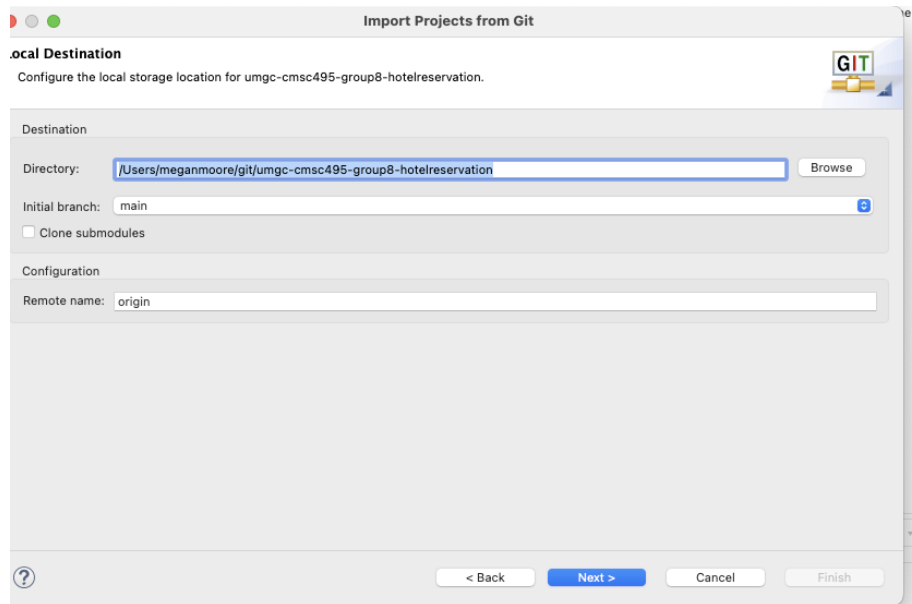 Import Projects from Git
ocal Destination
Configure the local storage location for umgc-cmsc495-group8-hotelreservation.
GIT
Destination
Directory: /Users/meganmoore/git/umgc-cmsc495-group8-hotelreservation Browse
Initial branch: main
Clone submodules
Configuration
Remote name: origin
? < Back Next > Cancel Finish